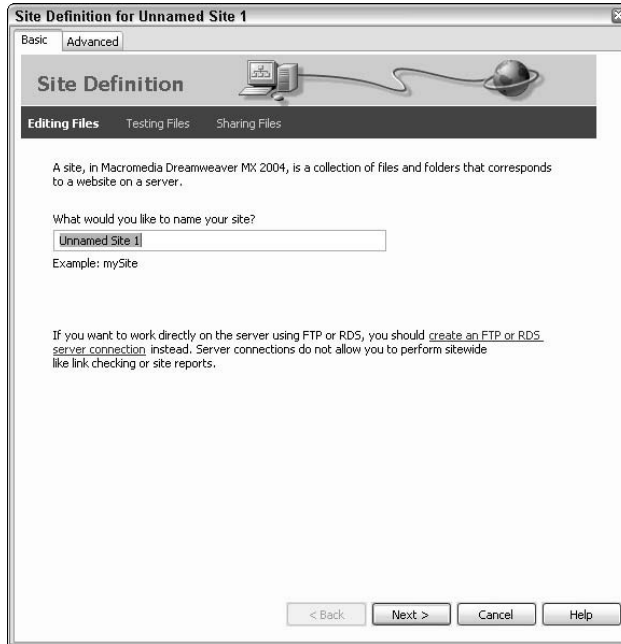 Site Definition for Unnamed Site 1
Basic Advanced
Site Definition
Editing Files Testing Files Sharing Files
A site, in Macromedia Dreamweaver MX 2004, is a collection of files and folders that corresponds
to a website on a server.
What would you like to name your site?
Unnamed Site 1
Example: mySite
If you want to work directly on the server using FTP or RDS, you should create an FTP or RDS
server connection instead. Server connections do not allow you to perform sitewide
like link checking or site reports.
< Back Next > Cancel Help